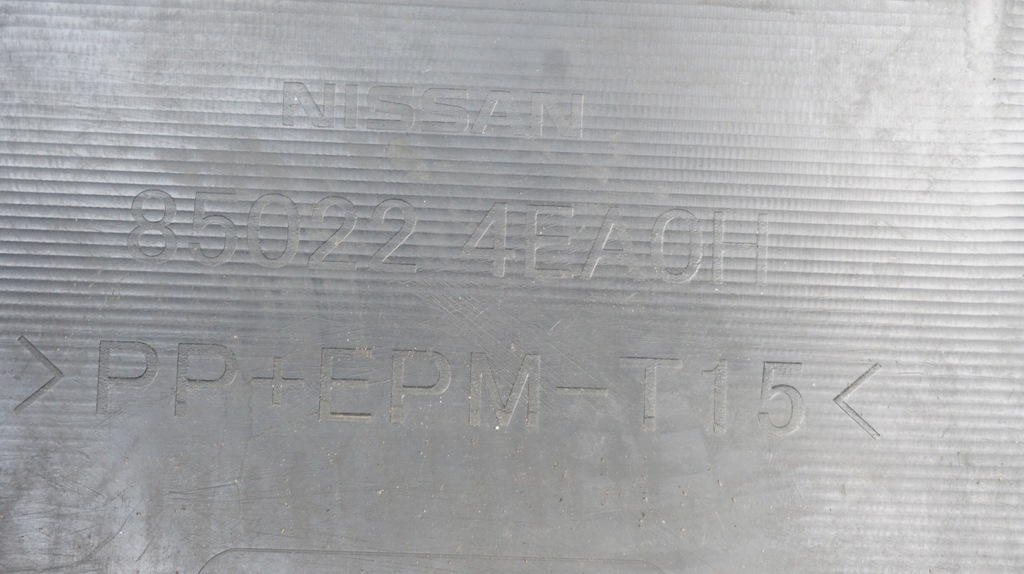 NISSAN
85022 4EA0H
>PP+EPM-T15<